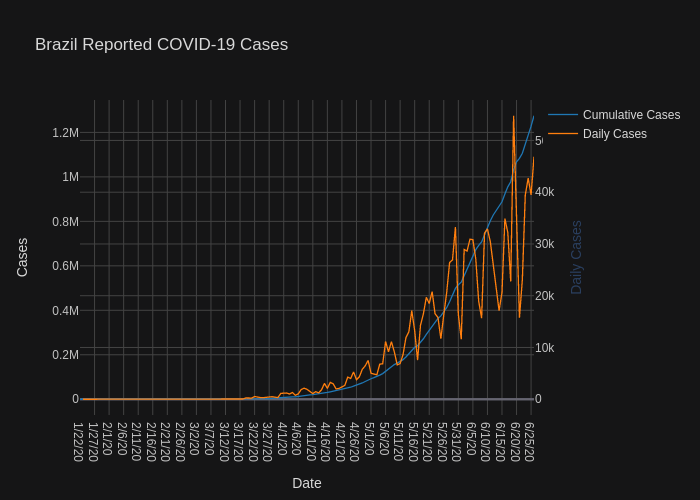 Brazil Reported COVID-19 Cases
Cumulative Cases
Daily Cases
1.2M
1M
0.8M
0.6M
0.4M
0.2M
0
40k
30k
20k
10k
0
Cases
Daily Cases
1/22/20
1/27/20
2/1/20
2/6/20
2/11/20
2/16/20
2/21/20
2/26/20
3/2/20
3/7/20
3/12/20
3/17/20
3/22/20
3/27/20
4/1/20
4/6/20
4/11/20
4/16/20
4/21/20
4/26/20
5/1/20
5/6/20
5/11/20
5/16/20
5/21/20
5/26/20
5/31/20
6/5/20
6/10/20
6/15/20
6/20/20
6/25/20
Date